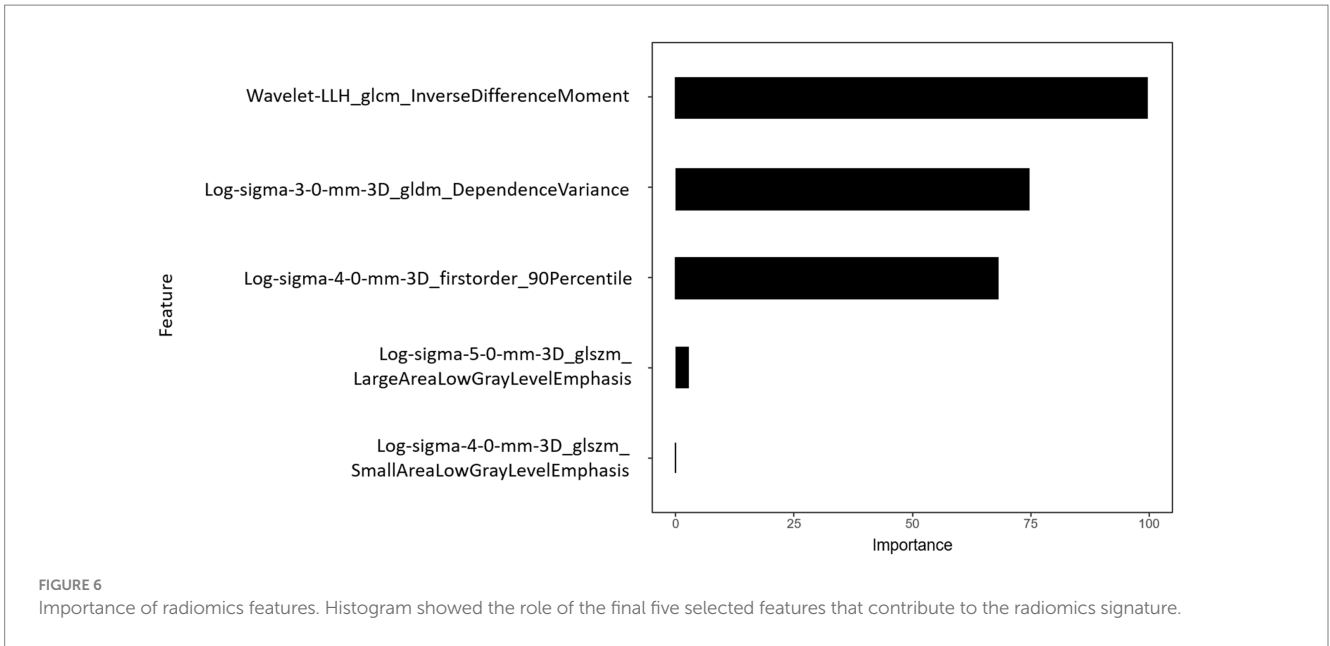 Wavelet-LLH_glcm_InverseDifferenceMoment
Log-sigma-3-0-mm-3D_gldm_DependenceVariance
Log-sigma-4-0-mm-3D_firstorder_90Percentile
Feature
Log-sigma-5-0-mm-3D_glszm_
LargeAreaLowGrayLevelEmphasis
Log-sigma-4-0-mm-3D_glszm_
SmallAreaLowGrayLevelEmphasis
0 25 50 75 100
Importance
FIGURE 6
Importance of radiomics features. Histogram showed the role of the final five selected features that contribute to the radiomics signature.